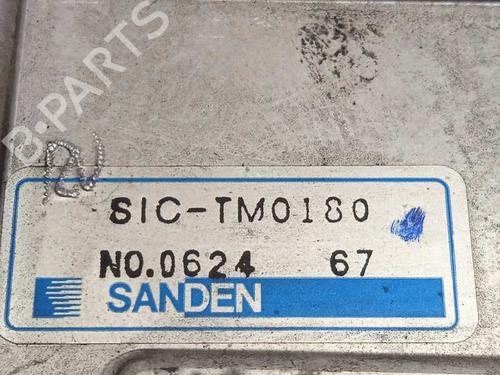 B-PARTS
SIC-TM0180
NO.0624 67
SANDEN